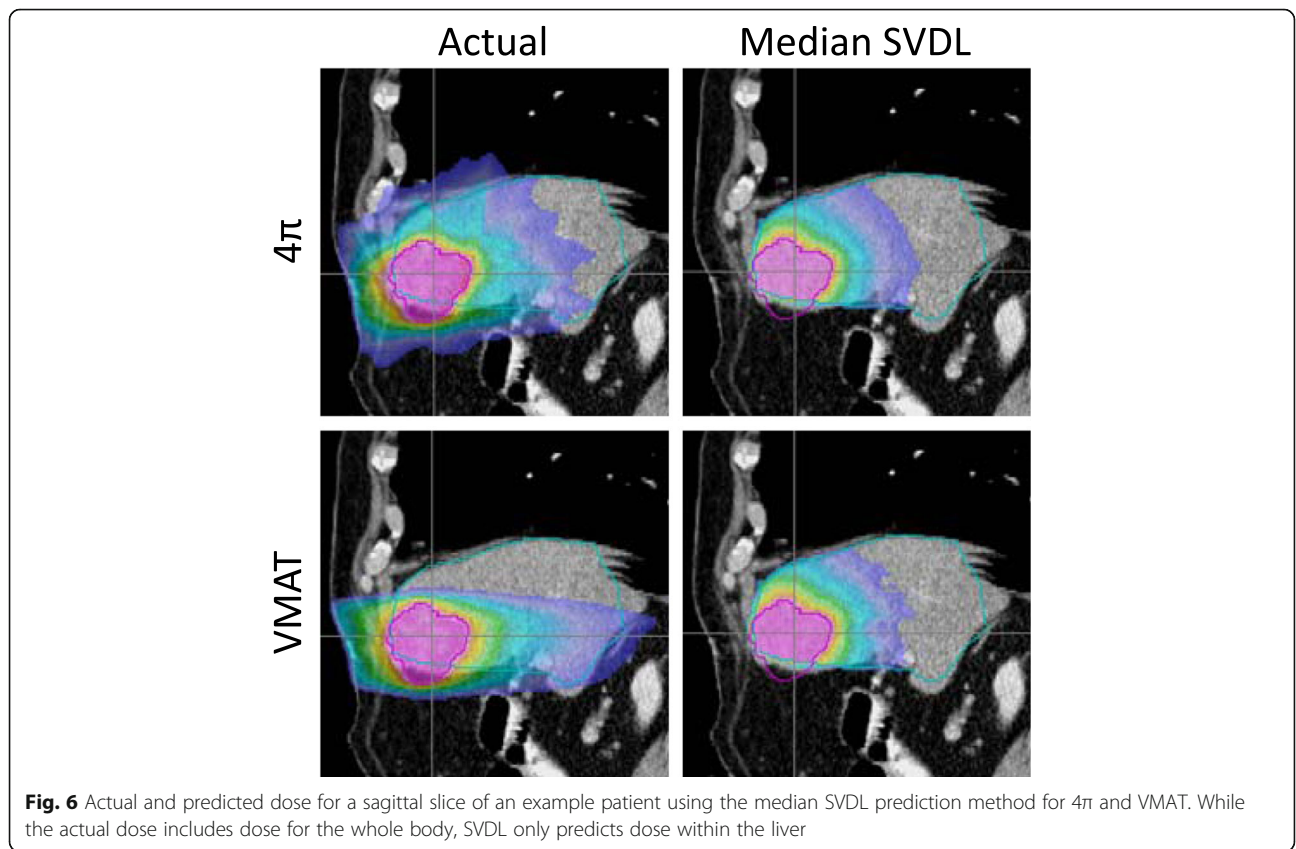 Actual
Median SVDL
4π
VMAT
Fig. 6 Actual and predicted dose for a sagittal slice of an example patient using the median SVDL prediction method for 4π and VMAT. While
the actual dose includes dose for the whole body, SVDL only predicts dose within the liver